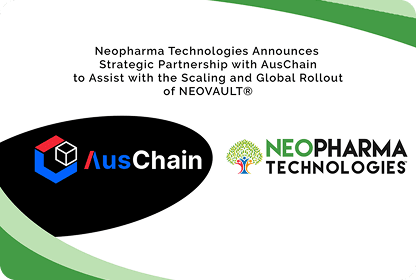 Neopharma Technologies Announces
Strategic Partnership with AusChain
to Assist with the Scaling and Global Rollout
of NEOVAULT®
AusChain
NEOPHARMA
TECHNOLOGIES